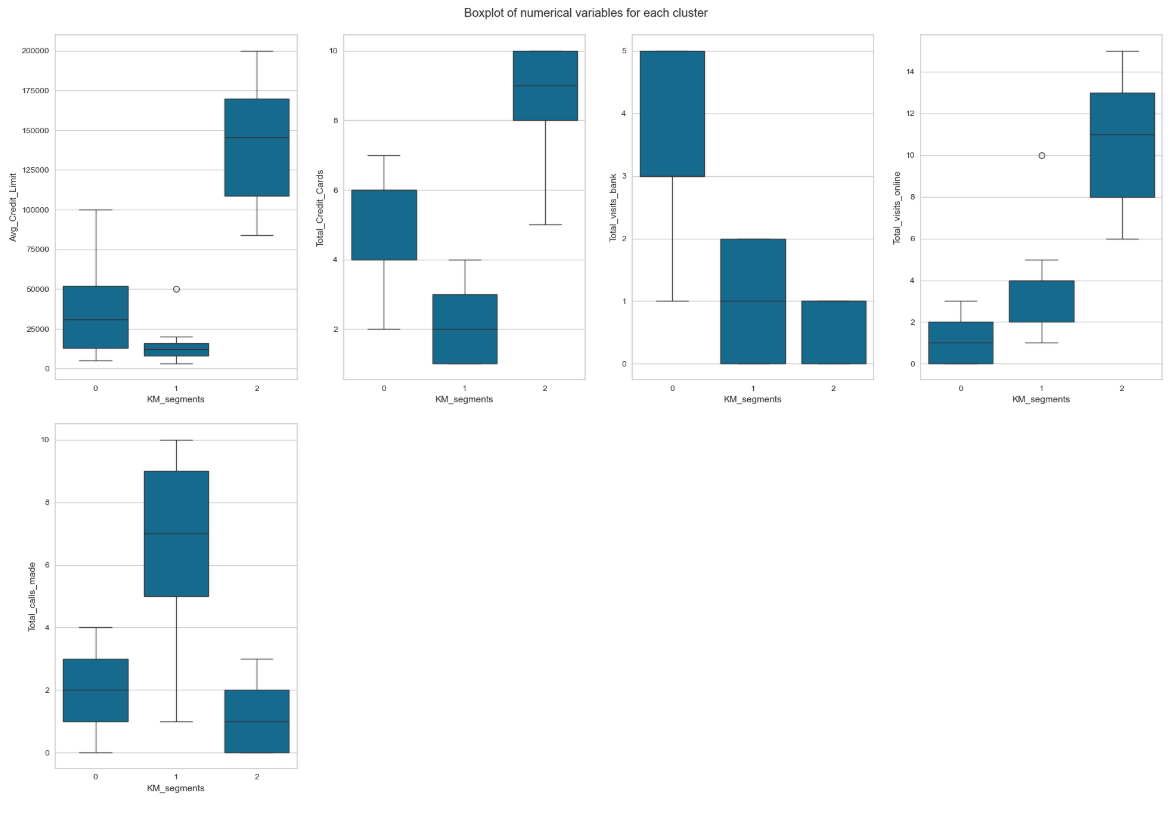 Boxplot of numerical variables for each cluster
Avg_Credit_Limit
200000
175000
150000
125000
100000
75000
50000
25000
0
0 1 2
KM_segments
Total_Credit_Cards
10
8
6
4
2
0 1 2
KM_segments
Total_visits_bank
5
4
3
2
1
0
0 1 2
KM_segments
Total_visits_online
14
12
10
8
6
4
2
0
0 1 2
KM_segments
Total_calls_made
10
8
6
4
2
0
0 1 2
KM_segments